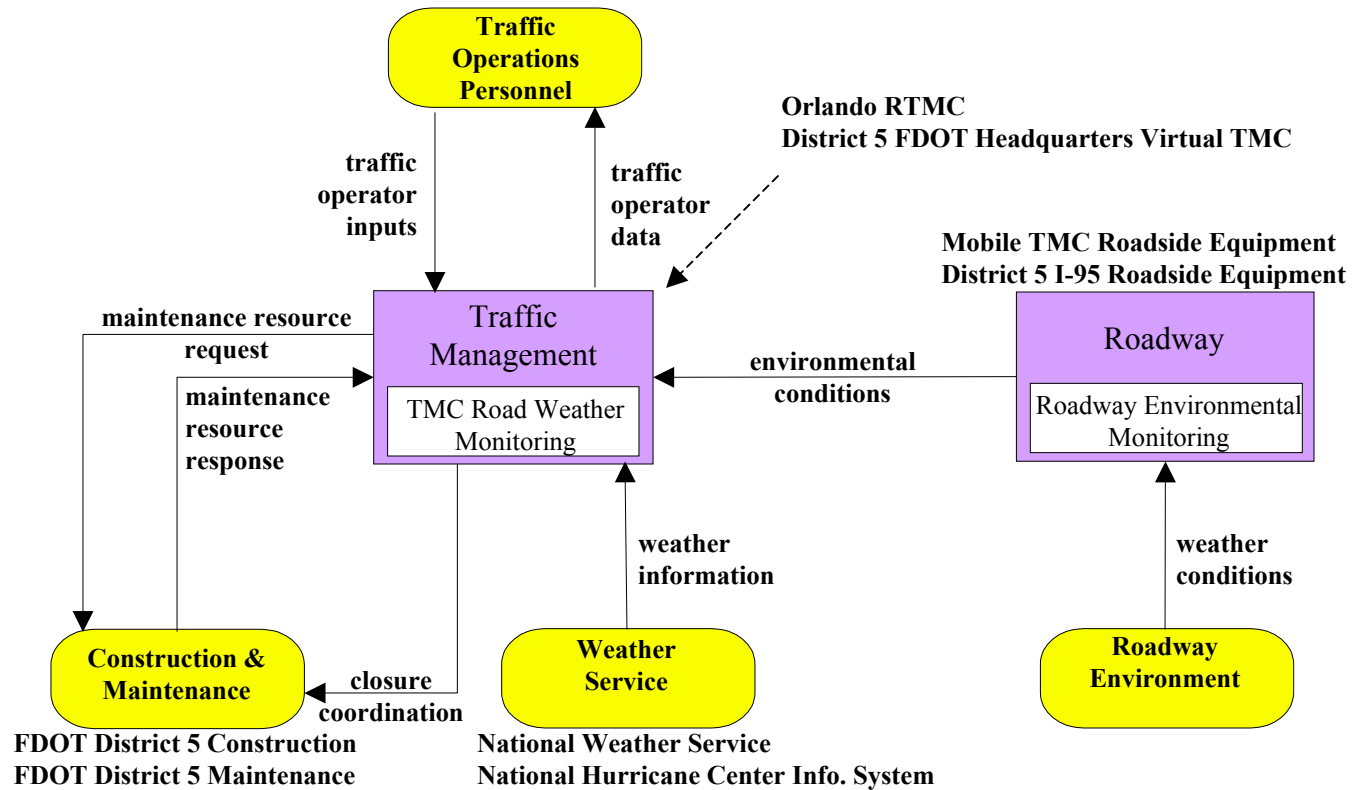 Traffic
Operations
Personnel
Orlando RTMC
District 5 FDOT Headquarters Virtual TMC
traffic
operator
inputs
traffic
operator
data
Mobile TMC Roadside Equipment
District 5 I-95 Roadside Equipment
maintenance resource
request
Traffic
Management
TMC Road Weather
Monitoring
environmental
conditions
Roadway
Roadway Environmental
Monitoring
maintenance
resource
response
weather
information
weather
conditions
Construction &
Maintenance
closure
coordination
Weather
Service
Roadway
Environment
FDOT District 5 Construction
FDOT District 5 Maintenance
National Weather Service
National Hurricane Center Info. System